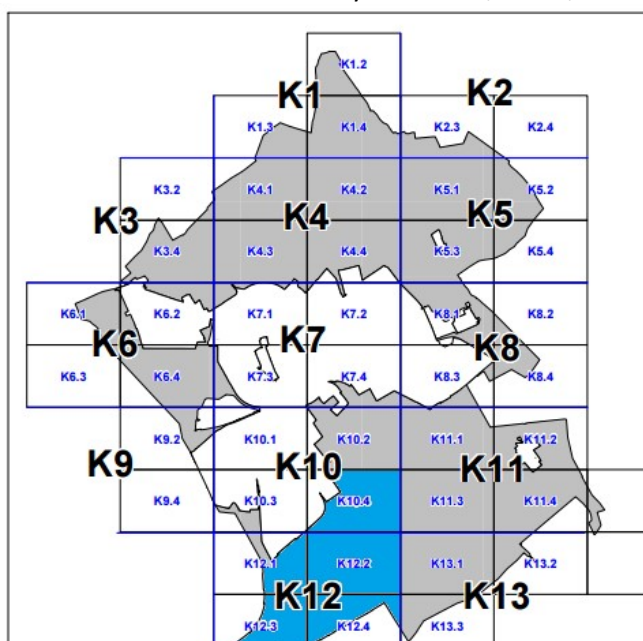 K1.2
K1 K2
K1.3 K1.4 K2.3 K2.4
K3.2 K4.1 K4.2 K5.1 K5.2
K3 K4 K5
K3.4 K4.3 K4.4 K5.3 K5.4
K6.1 K6.2 K7.1 K7.2 K8.1 K8.2
K6 K7 K8
K6.3 K6.4 K7.3 K7.4 K8.3 K8.4
K9.2 K10.1 K10.2 K11.1 K11.2
K9 K10 K11
K9.4 K10.3 K10.4 K11.3 K11.4
K12.1 K12.2 K13.1 K13.2
K12 K13
K12.3 K12.4 K13.3